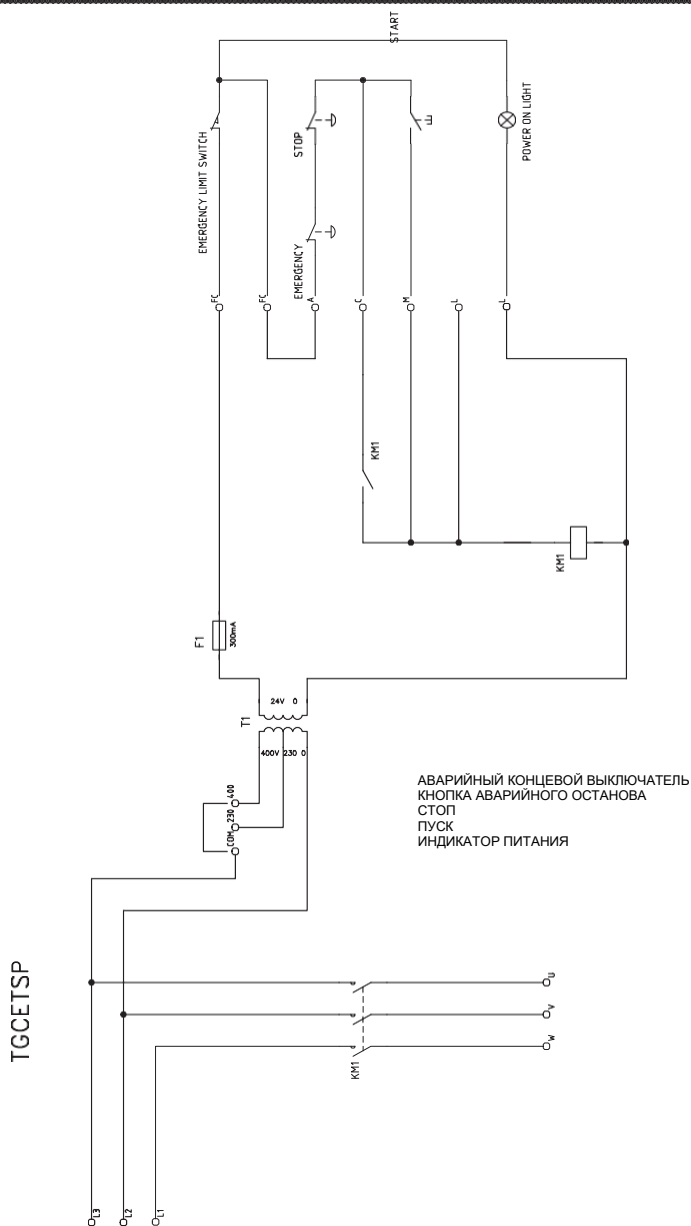 START
EMERGENCY LIMIT SWITCH
STOP
EMERGENCY
POWER ON LIGHT
FC
FC
A
C
M
L
L
KM1
KM1
F1
300mA
24V 0
T1
400V 230 0
COM
230
400
АВАРИЙНЫЙ КОНЦЕВОЙ ВЫКЛЮЧАТЕЛЬ
КНОПКА АВАРИЙНОГО ОСТАНОВА
СТОП
ПУСК
ИНДИКАТОР ПИТАНИЯ
TGCETSP
U
V
W
KM1
L3
L2
L1